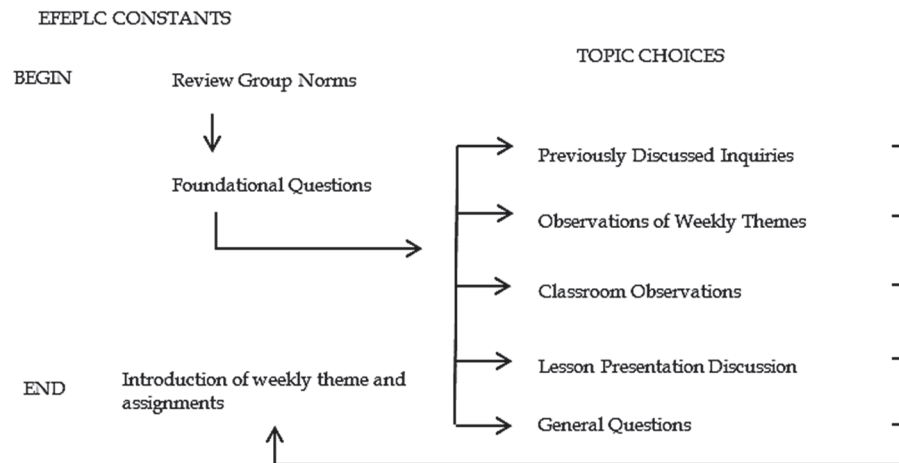 EFEPLC CONSTANTS
TOPIC CHOICES
BEGIN
Review Group Norms
Previously Discussed Inquiries
Foundational Questions
Observations of Weekly Themes
Classroom Observations
Lesson Presentation Discussion
END
Introduction of weekly theme and
assignments
General Questions